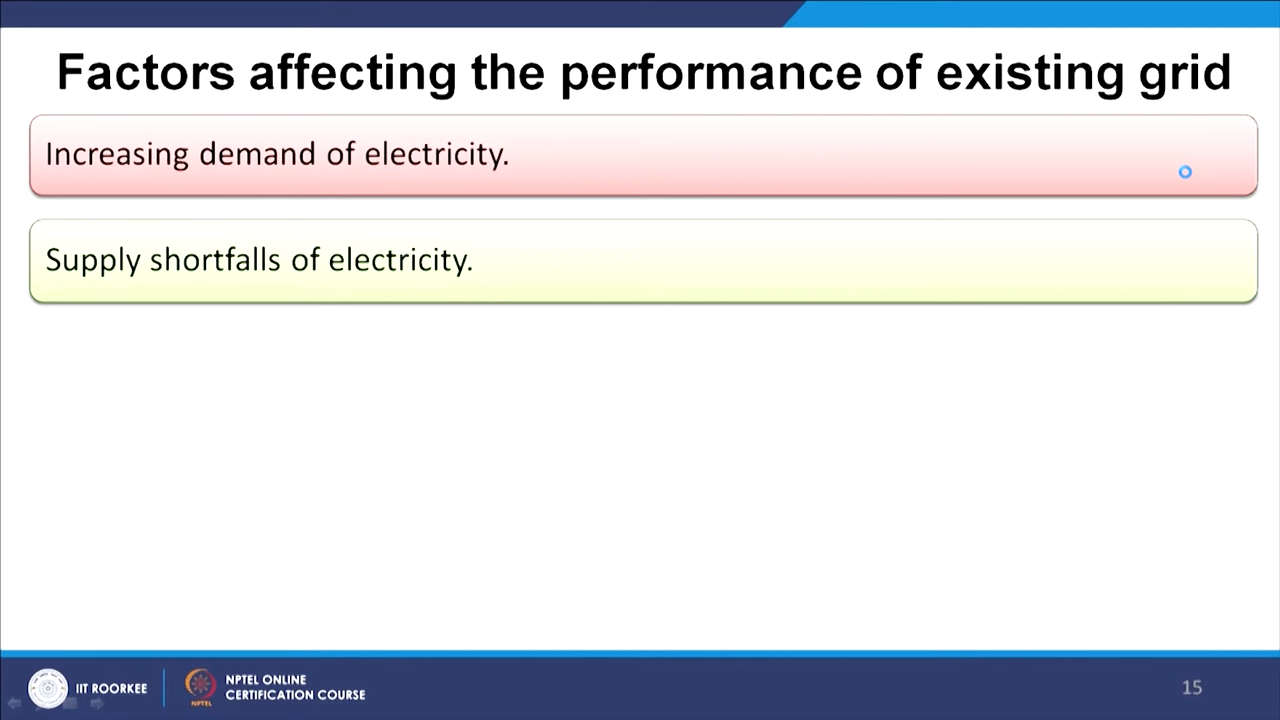 Factors affecting the performance of existing grid
Increasing demand of electricity.
Supply shortfalls of electricity.
IIT ROORKEE
NPTEL
NPTEL ONLINE
CERTIFICATION COURSE
15